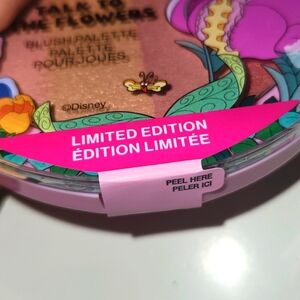 TALK TO
THE FLOWERS
BLUSH PALETTE
PALETTE
POUR JOUES
©Disney
LIMITED EDITION
ÉDITION LIMITÉE
PEEL HERE
PELER ICI